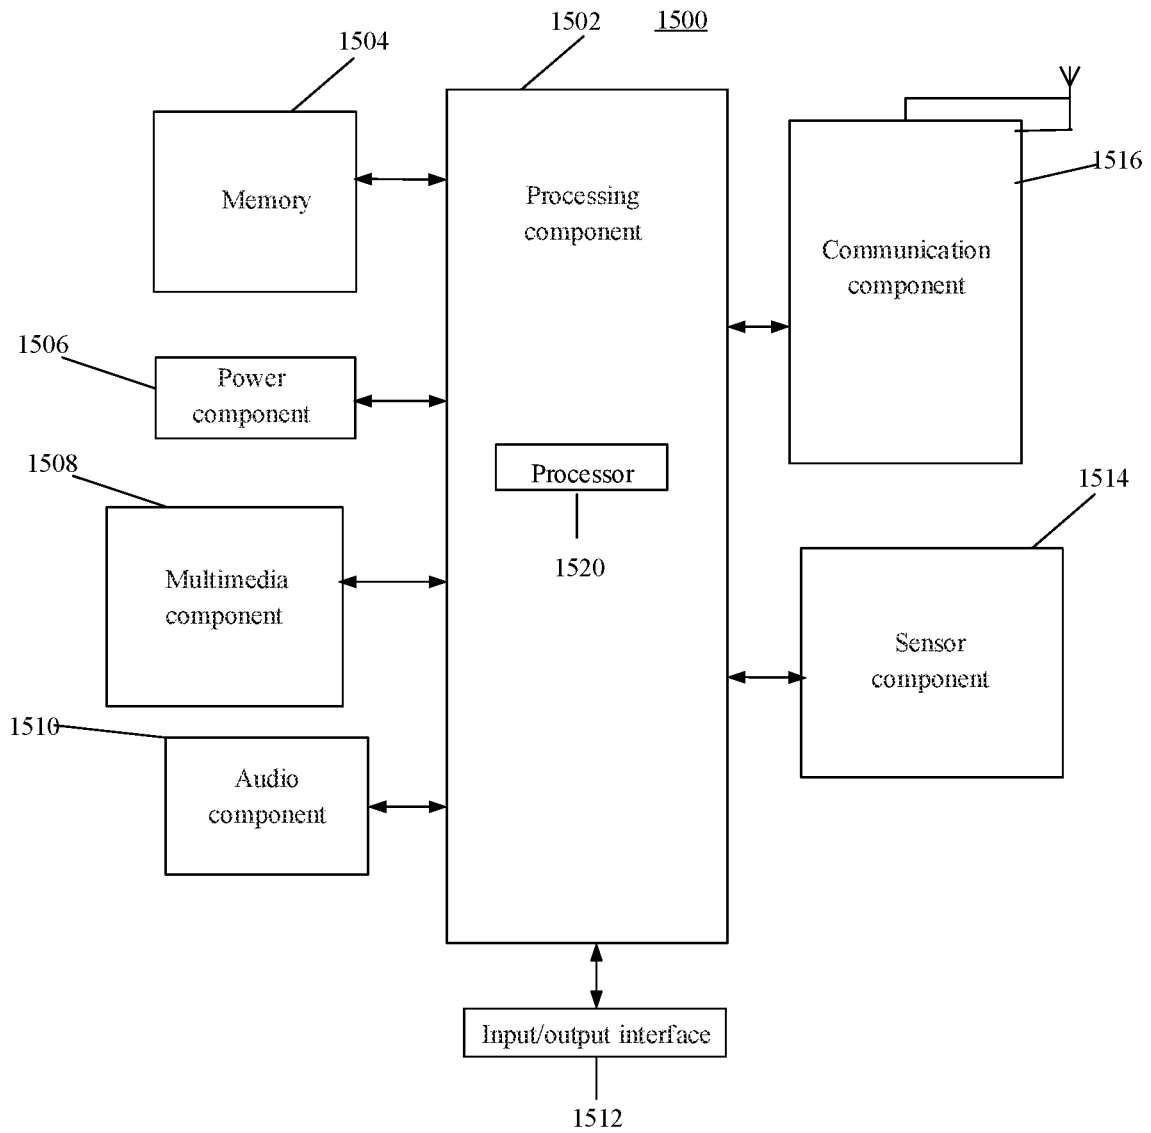 1502
1500
1504
1516
Memory
Processing
component
Communication
component
1506
Power
component
1508
Processor
1514
1520
Multimedia
component
Sensor
component
1510
Audio
component
Input/output interface
1512